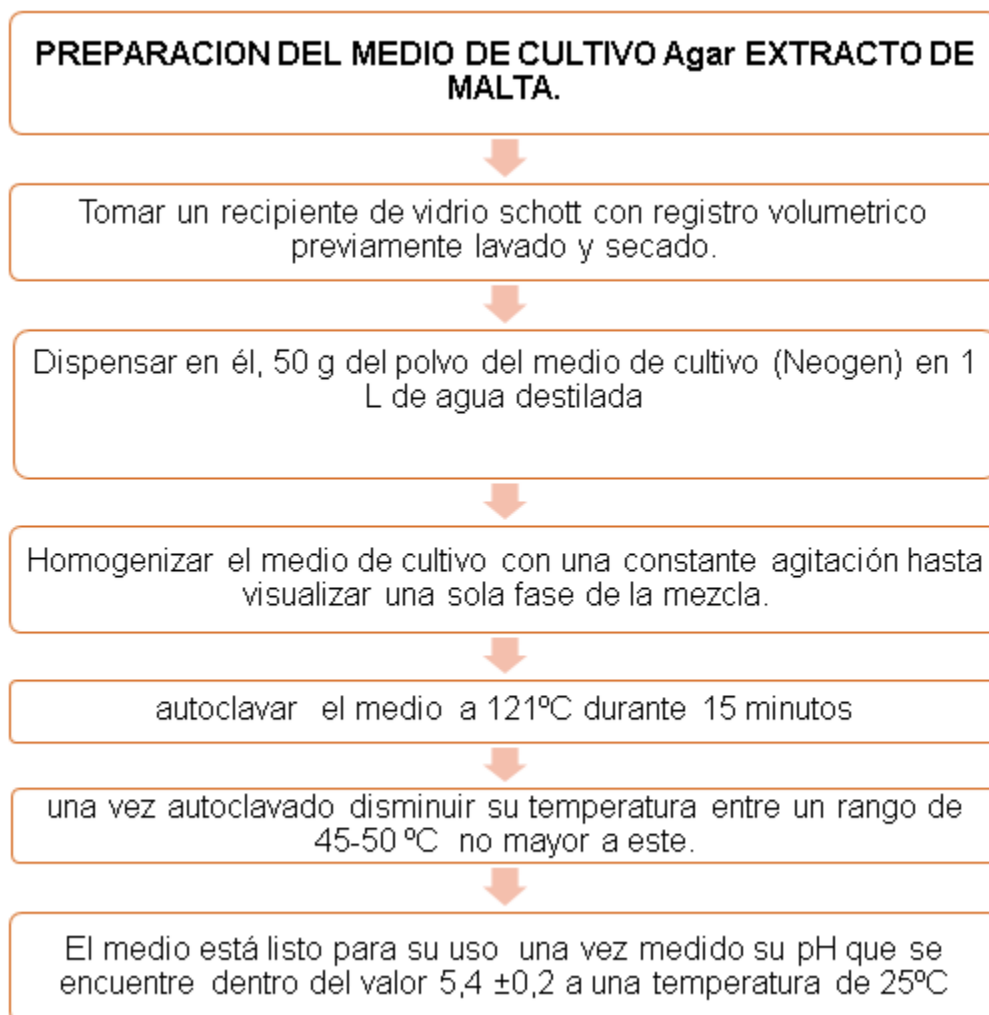 PREPARACION DEL MEDIO DE CULTIVO Agar EXTRACTO DE
MALTA.
Tomar un recipiente de vidrio schott con registro volumetrico
previamente lavado y secado.
Dispensar en él, 50 g del polvo del medio de cultivo (Neogen) en 1
L de agua destilada
Homogenizar el medio de cultivo con una constante agitación hasta
visualizar una sola fase de la mezcla.
autoclavar el medio a 121ºC durante 15 minutos
una vez autoclavado disminuir su temperatura entre un rango de
45-50 ºC no mayor a este.
El medio está listo para su uso una vez medido su pH que se
encuentre dentro del valor 5,4 ±0,2 a una temperatura de 25ºC